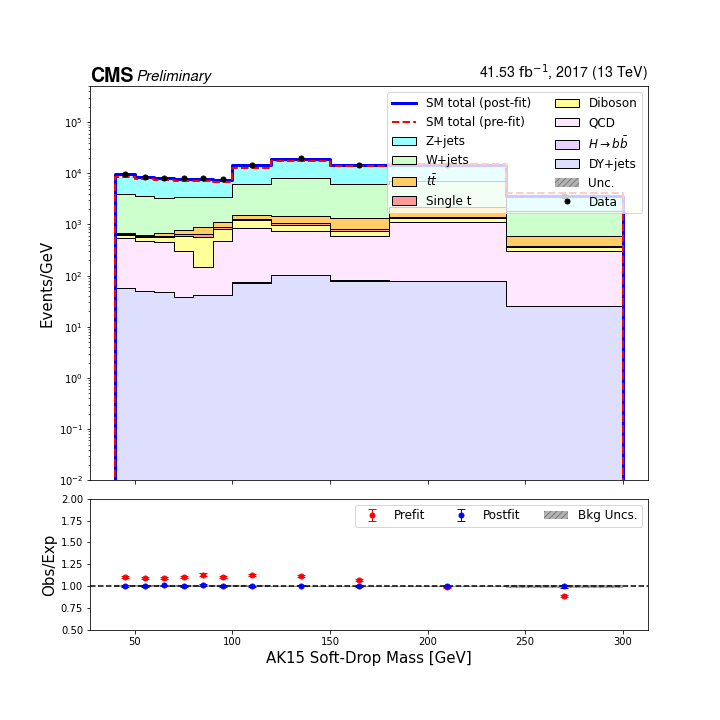 CMS Preliminary
41.53 fb⁻¹, 2017 (13 TeV)
Events/GeV
10⁵
10⁴
10³
10²
10¹
10⁰
10⁻¹
10⁻²
SM total (post-fit)
SM total (pre-fit)
Z+jets
W+jets
tt̄
Single t
Diboson
QCD
H→bb̄
DY+jets
Unc.
Data
Obs/Exp
2.00
1.75
1.50
1.25
1.00
0.75
0.50
Prefit
Postfit
Bkg Uncs.
50
100
150
200
250
300
AK15 Soft-Drop Mass [GeV]